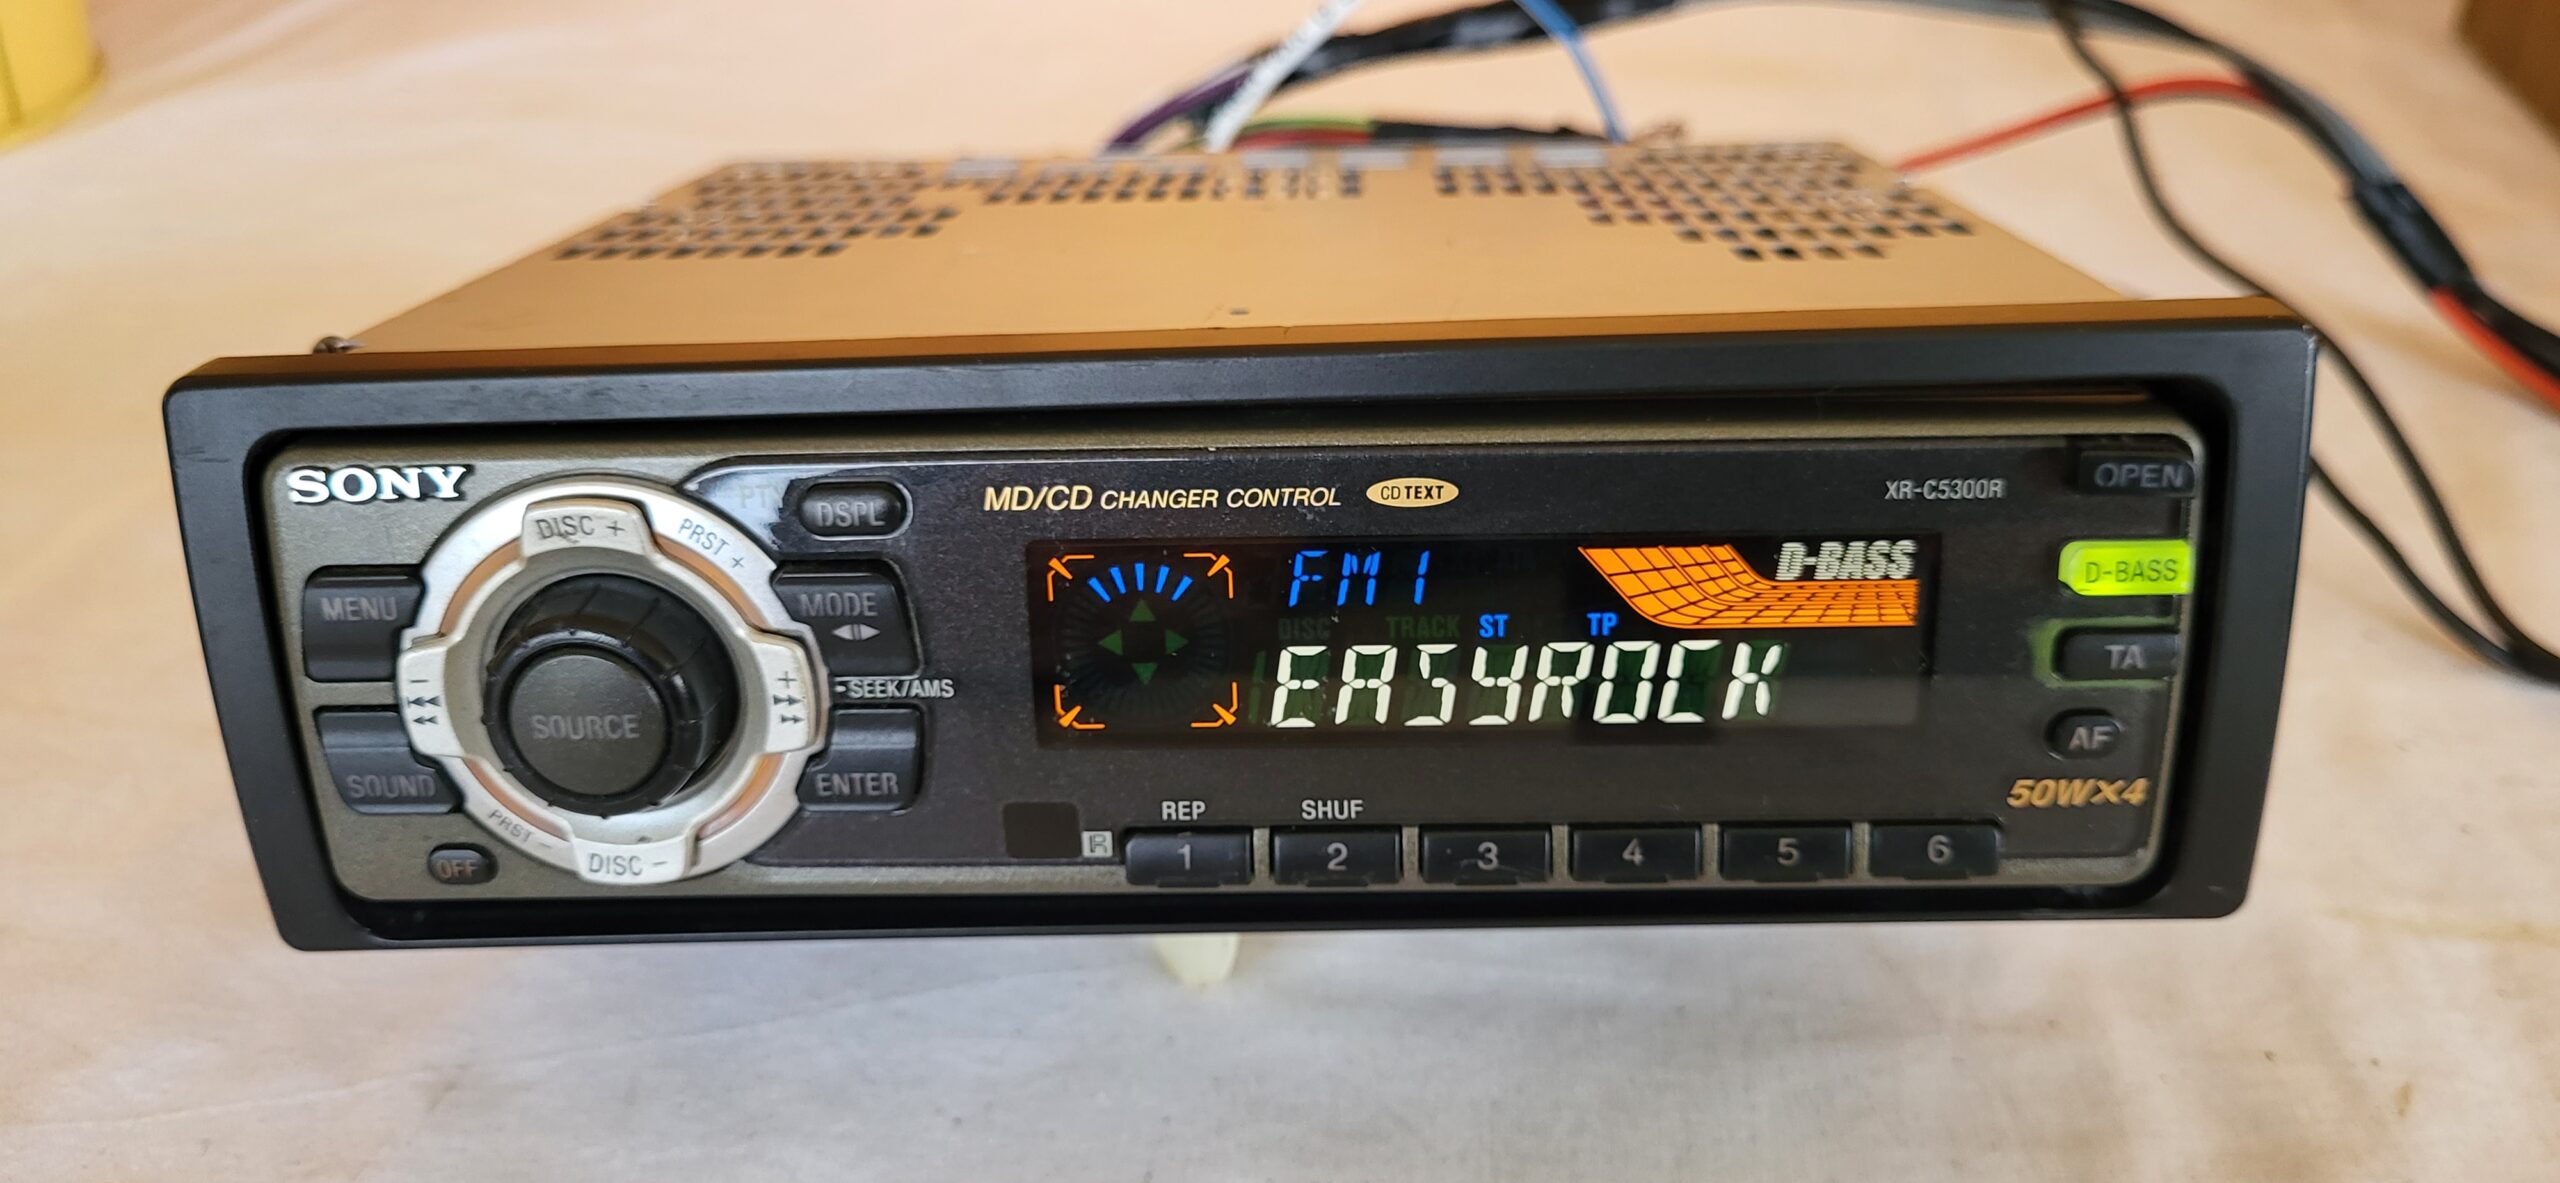 SONY
PTY DSPL
MD/CD CHANGER CONTROL
CD TEXT
XR-C5300R
OPEN
DISC +
PRST +
MENU
MODE
FM1
D-BASS
D-BASS
DISC TRACK ST TP
EASYROCK
TA
- SEEK/AMS
+
SOURCE
SOUND
ENTER
AF
50W×4
PRST -
DISC -
OFF
REP
SHUF
IR
1 2 3 4 5 6